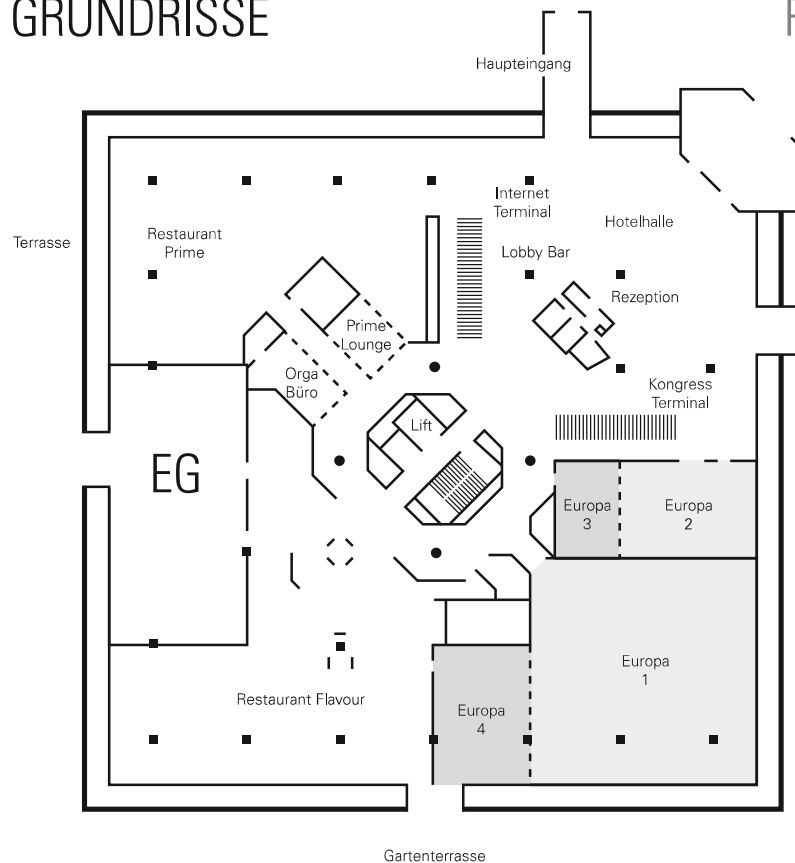 GRUNDRISSE
Haupteingang
Internet
Terminal
Hotelhalle
Terrasse
Restaurant
Prime
Lobby Bar
Rezeption
Prime
Lounge
Orga
Büro
Kongress
Terminal
Lift
EG
Europa
3
Europa
2
Europa
1
Restaurant Flavour
Europa
4
Gartenterrasse